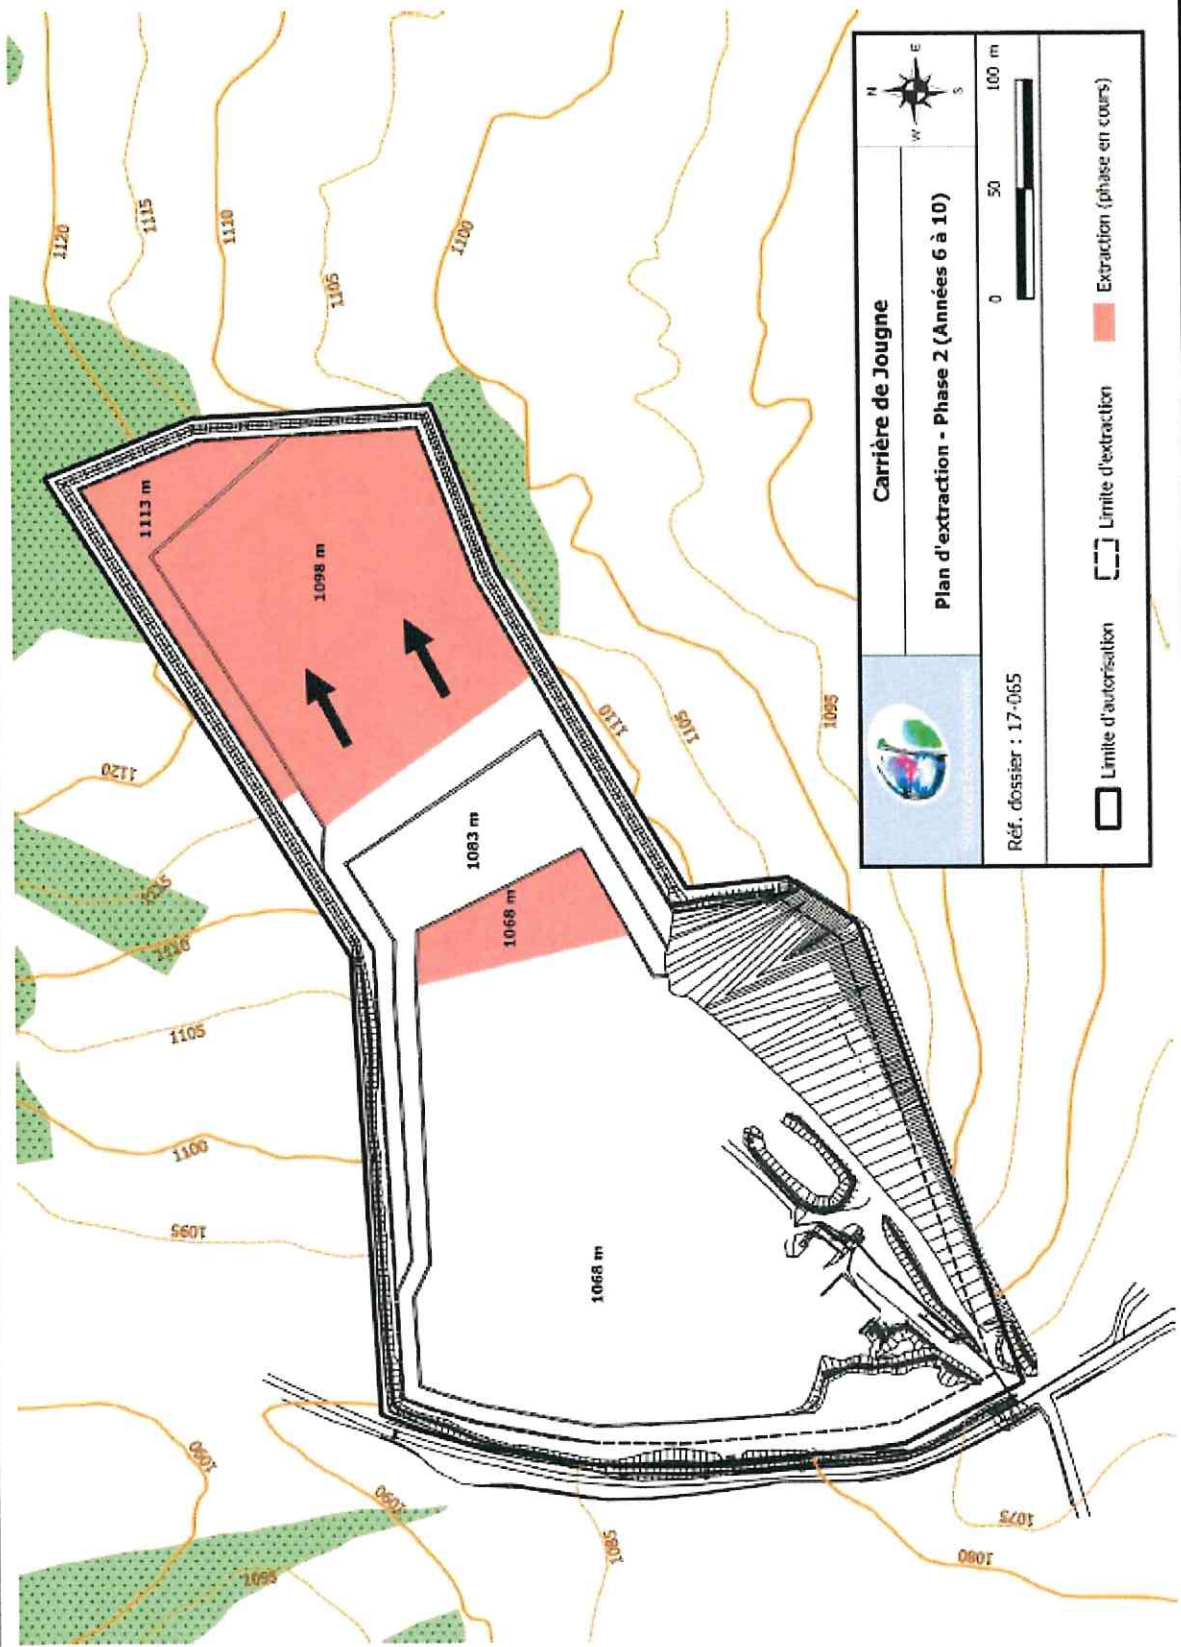 1120
1115
1110
1105
1100
1120
1115
1110
1105
1100
1095
1113 m
1098 m
1083 m
1068 m
1068 m
1110
1105
1095
1090
1090
1095
1085
1080
1075
Carrière de Jougne
Plan d'extraction - Phase 2 (Années 6 à 10)
N
W E
S
Sciences Environnement
Réf. dossier : 17-065
0 50 100 m
Limite d'autorisation Limite d'extraction Extraction (phase en cours)